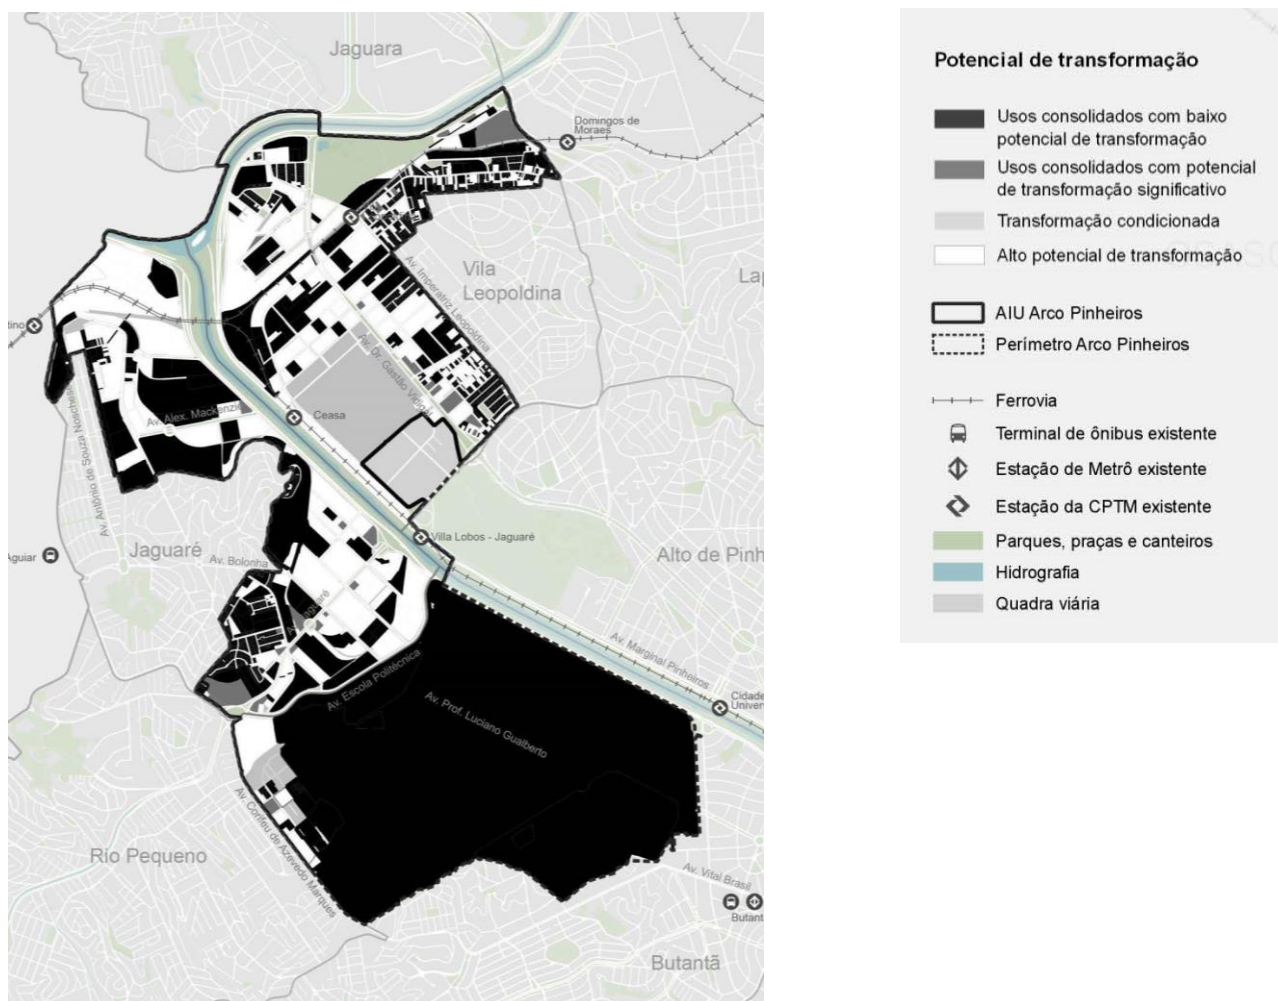 Jaguara
Domingos de
Moraes
Vila
Leopoldina
Av. Imperatriz Leopoldina
Av. Dr. Gastão Vidigal
Ceasa
Av. Alex. Mackenzie
Av. Antônio de Souza Noschese
Villa Lobos - Jaguaré
Jaguaré
Av. Bolonha
Alto de Pinh
Av. Marginal Pinheiros
Av. Escola Politécnica
Av. Prof. Luciano Gualberto
Cidade
Univer
Rio Pequeno
Av. Corifeu de Azevedo Marques
Av. Vital Brasil
Butant
Butantã
Potencial de transformação
Usos consolidados com baixo
potencial de transformação
Usos consolidados com potencial
de transformação significativo
Transformação condicionada
Alto potencial de transformação
AIU Arco Pinheiros
Perímetro Arco Pinheiros
Ferrovia
Terminal de ônibus existente
Estação de Metrô existente
Estação da CPTM existente
Parques, praças e canteiros
Hidrografia
Quadra viária